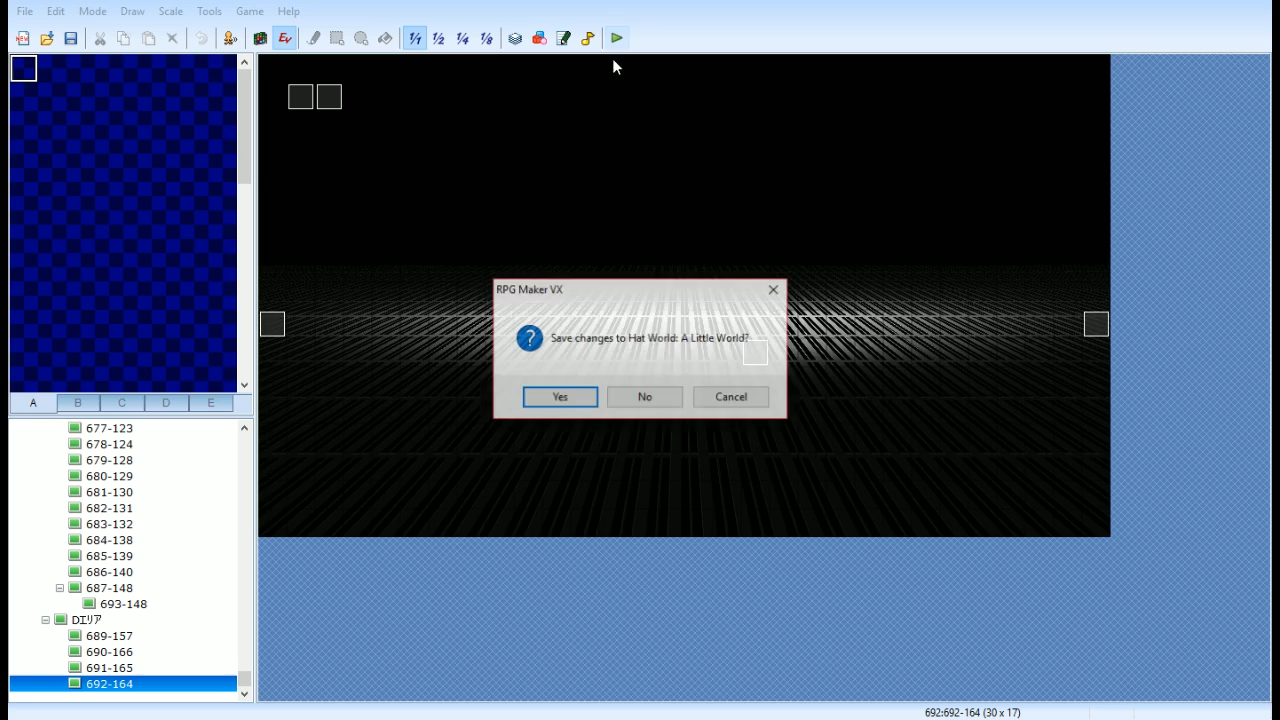 File Edit Mode Draw Scale Tools Game Help
NEW EV 1/1 1/2 1/4 1/8
RPG Maker VX
Save changes to Hat World: A Little World?
Yes No Cancel
A B C D E
677-123
678-124
679-128
680-129
681-130
682-131
683-132
684-138
685-139
686-140
687-148
693-148
Dエリア
689-157
690-166
691-165
692-164
692:692-164 (30 x 17)